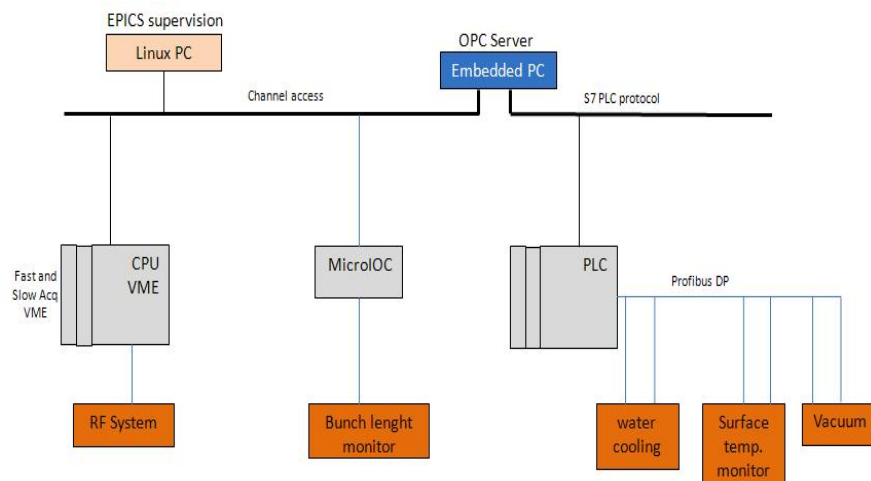 EPICS supervision
Linux PC
OPC Server
Embedded PC
Channel access
S7 PLC protocol
Fast and
Slow Acq
VME
CPU
VME
MicroIOC
PLC
Profibus DP
RF System
Bunch lenght
monitor
water
cooling
Surface
temp.
monitor
Vacuum